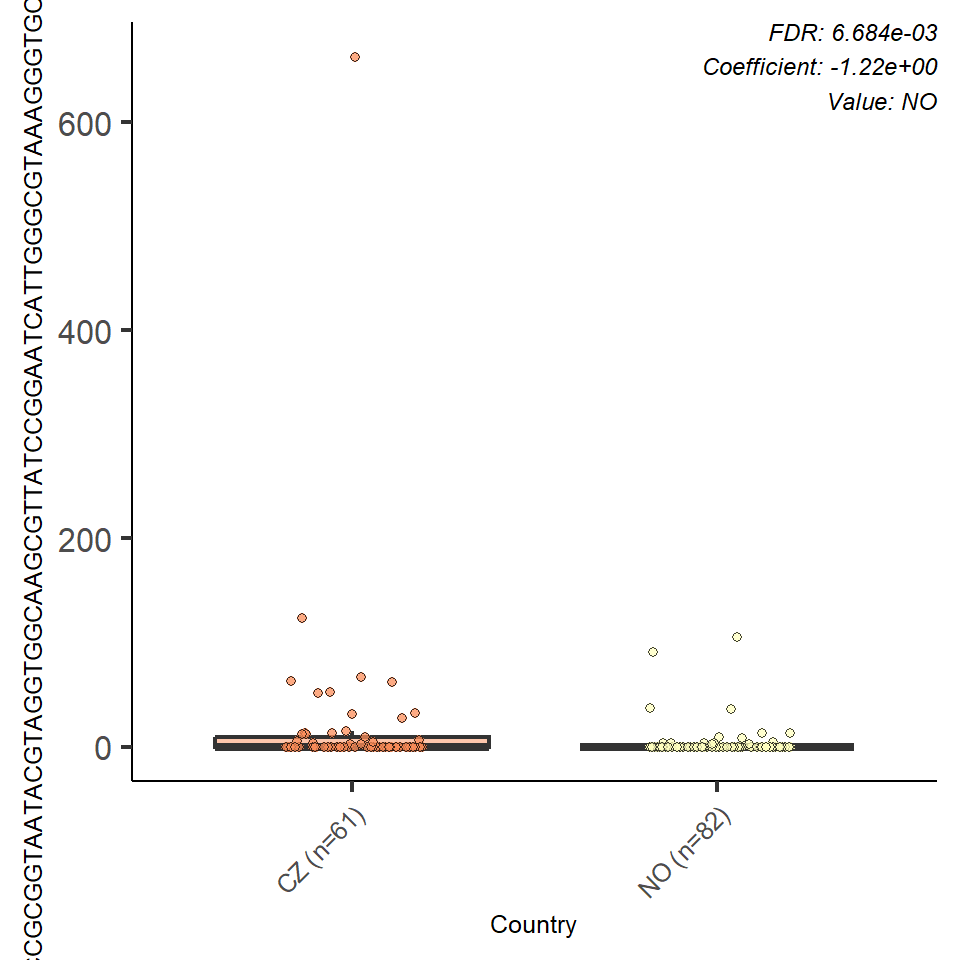 FDR: 6.684e-03
Coefficient: -1.22e+00
Value: NO
CGCGGTAATACGTAGGTGGCAAGCGTTATCCGGAATCATTGGGCGTAAAGGGTGC
600
400
200
0
CZ (n=61)
NO (n=82)
Country